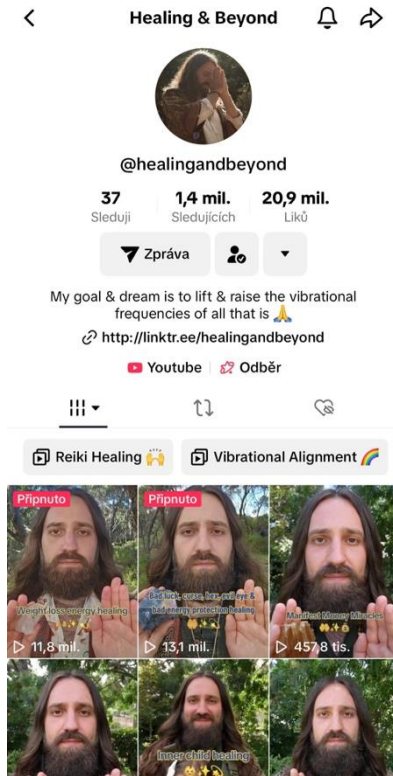 Healing & Beyond
@healingandbeyond
37 1,4 mil. 20,9 mil.
Sleduji Sledujících Líků
Zpráva
My goal & dream is to lift & raise the vibrational
frequencies of all that is 🙏
http://linktr.ee/healingandbeyond
Youtube Odběr
Reiki Healing 🙌 Vibrational Alignment 🌈
Připnuto Připnuto
Weight loss energy healing
Bad luck, curse, hex, evil eye &
bad energy protection healing
Manifest Money Miracles
11,8 mil. 13,1 mil. 457,8 tis.
Inner child healing